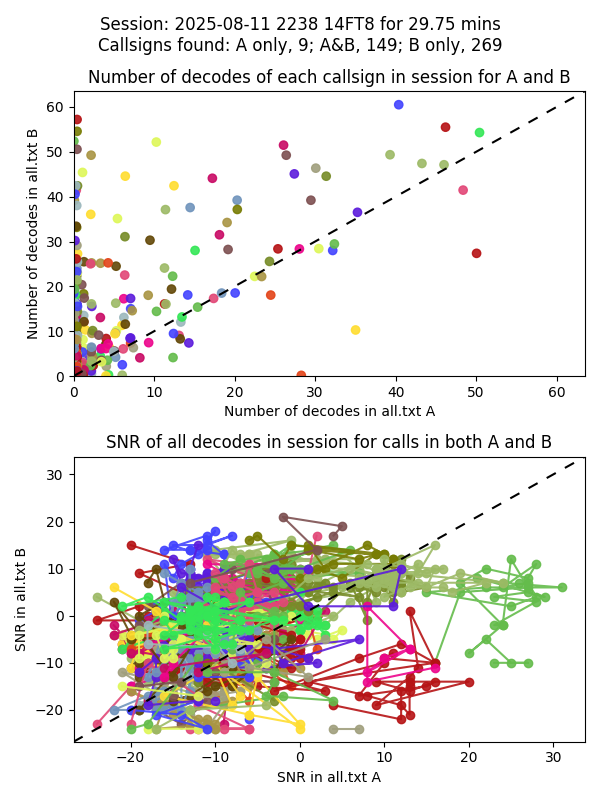 Session: 2025-08-11 2238 14FT8 for 29.75 mins
Callsigns found: A only, 9; A&B, 149; B only, 269
Number of decodes of each callsign in session for A and B
Number of decodes in all.txt B
60
50
40
30
20
10
0
0 10 20 30 40 50 60
Number of decodes in all.txt A
SNR of all decodes in session for calls in both A and B
SNR in all.txt B
30
20
10
0
−10
−20
−20 −10 0 10 20 30
SNR in all.txt A